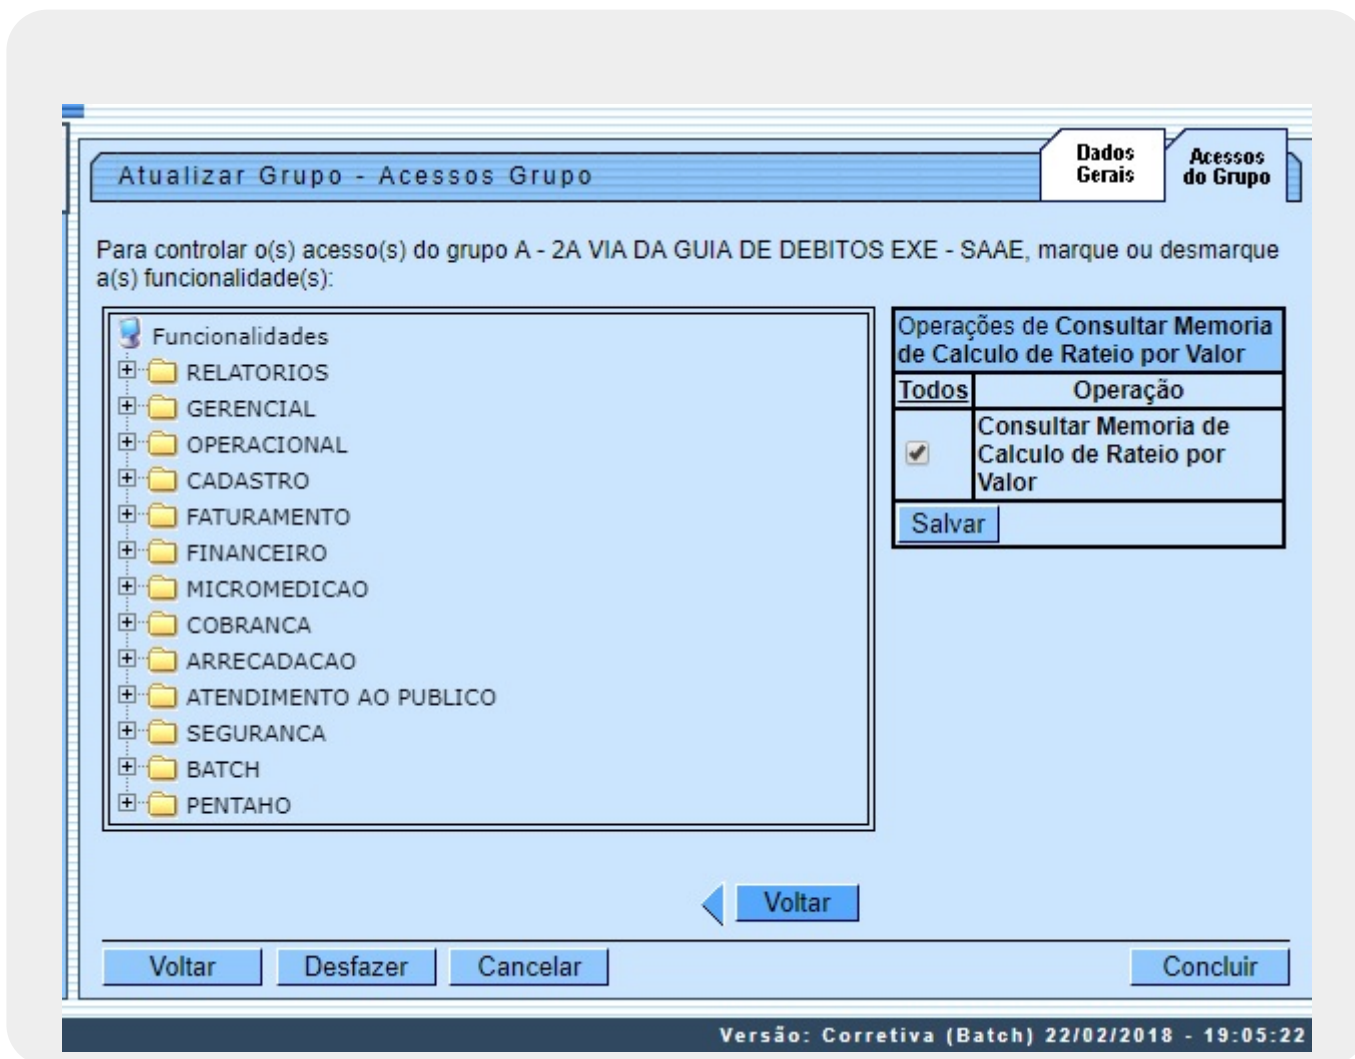 Dados
Gerais
Acessos
do Grupo
Atualizar Grupo - Acessos Grupo
Para controlar o(s) acesso(s) do grupo A - 2A VIA DA GUIA DE DEBITOS EXE - SAAE, marque ou desmarque
a(s) funcionalidade(s):
Funcionalidades
RELATORIOS
GERENCIAL
OPERACIONAL
CADASTRO
FATURAMENTO
FINANCEIRO
MICROMEDICAO
COBRANCA
ARRECADACAO
ATENDIMENTO AO PUBLICO
SEGURANCA
BATCH
PENTAHO
Operações de Consultar Memoria
de Calculo de Rateio por Valor
Todos Operação
Consultar Memoria de
Calculo de Rateio por
Valor
Salvar
Voltar
Voltar Desfazer Cancelar Concluir
Versão: Corretiva (Batch) 22/02/2018 - 19:05:22